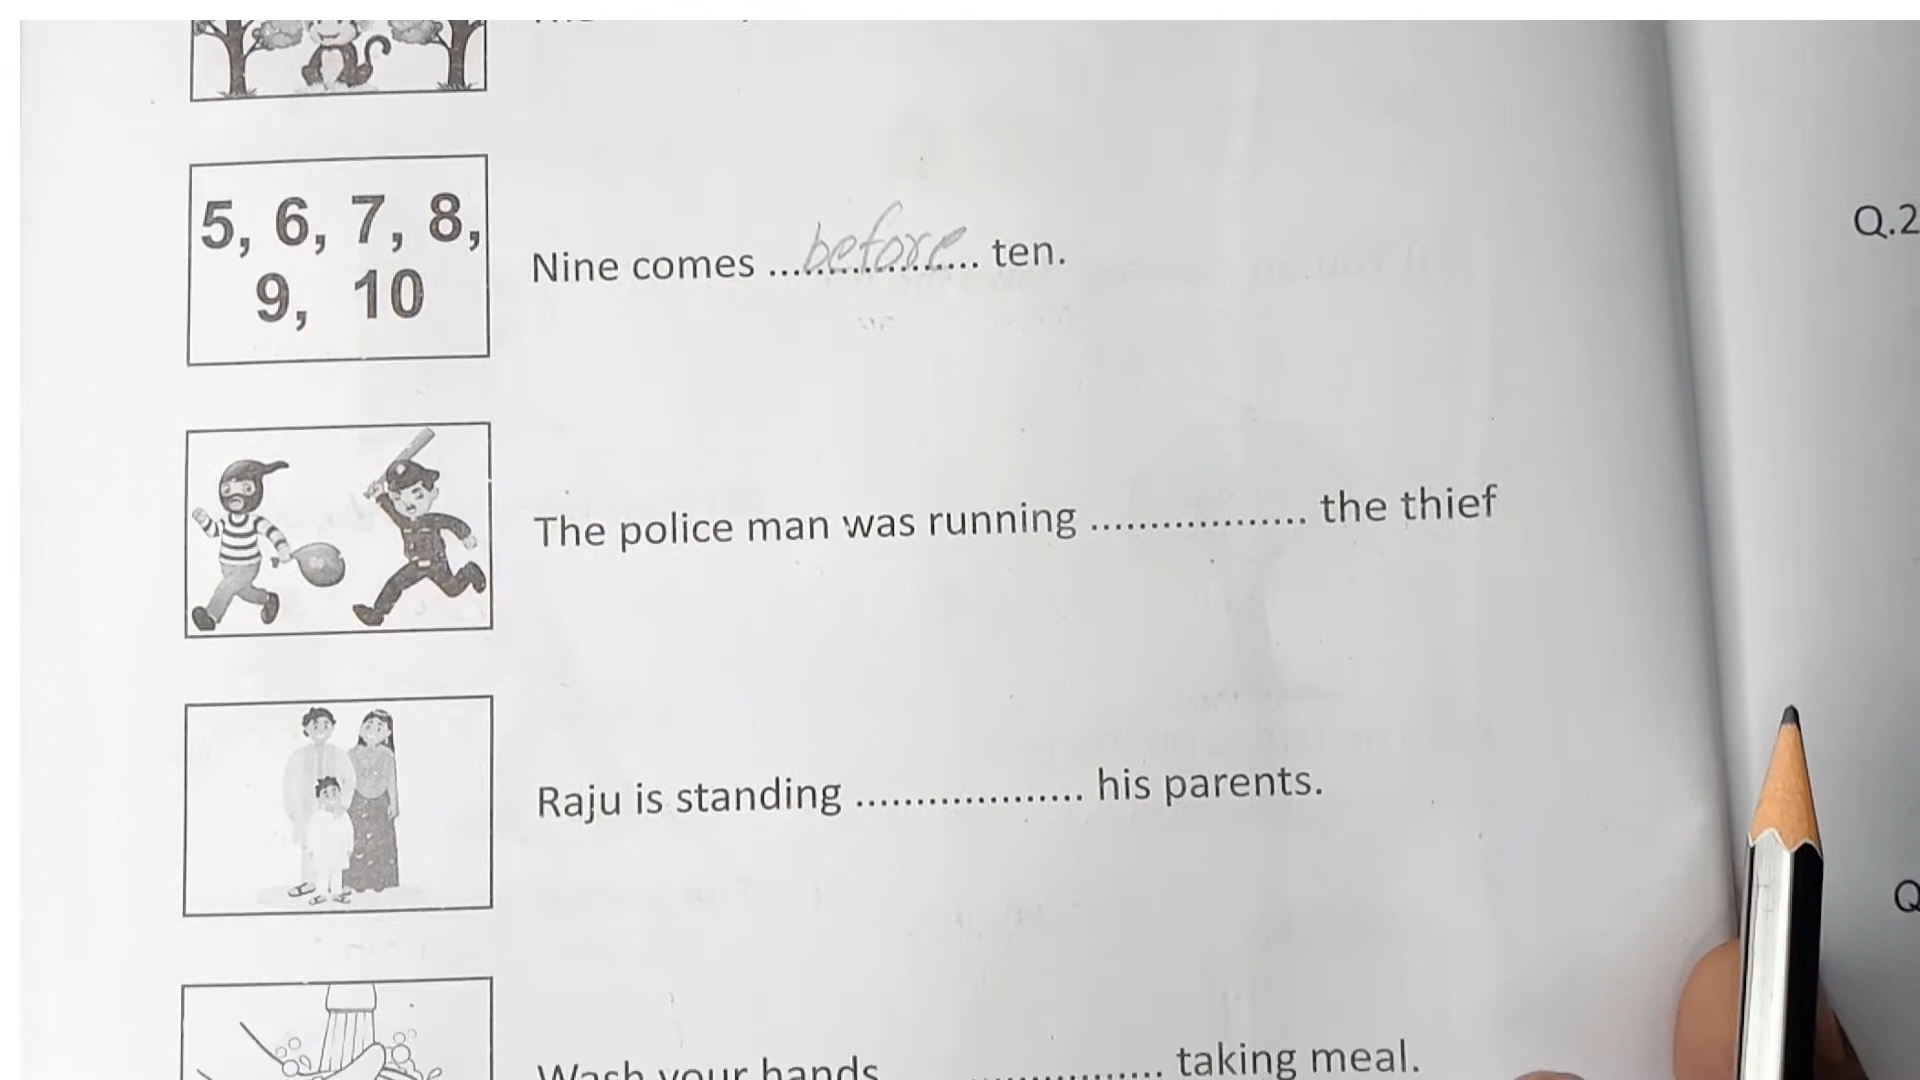 5, 6, 7, 8,
9, 10
Nine comes ...before... ten.
Q.2
The police man was running .................. the thief
Raju is standing ................... his parents.
Q
Wash your hands ................ taking meal.